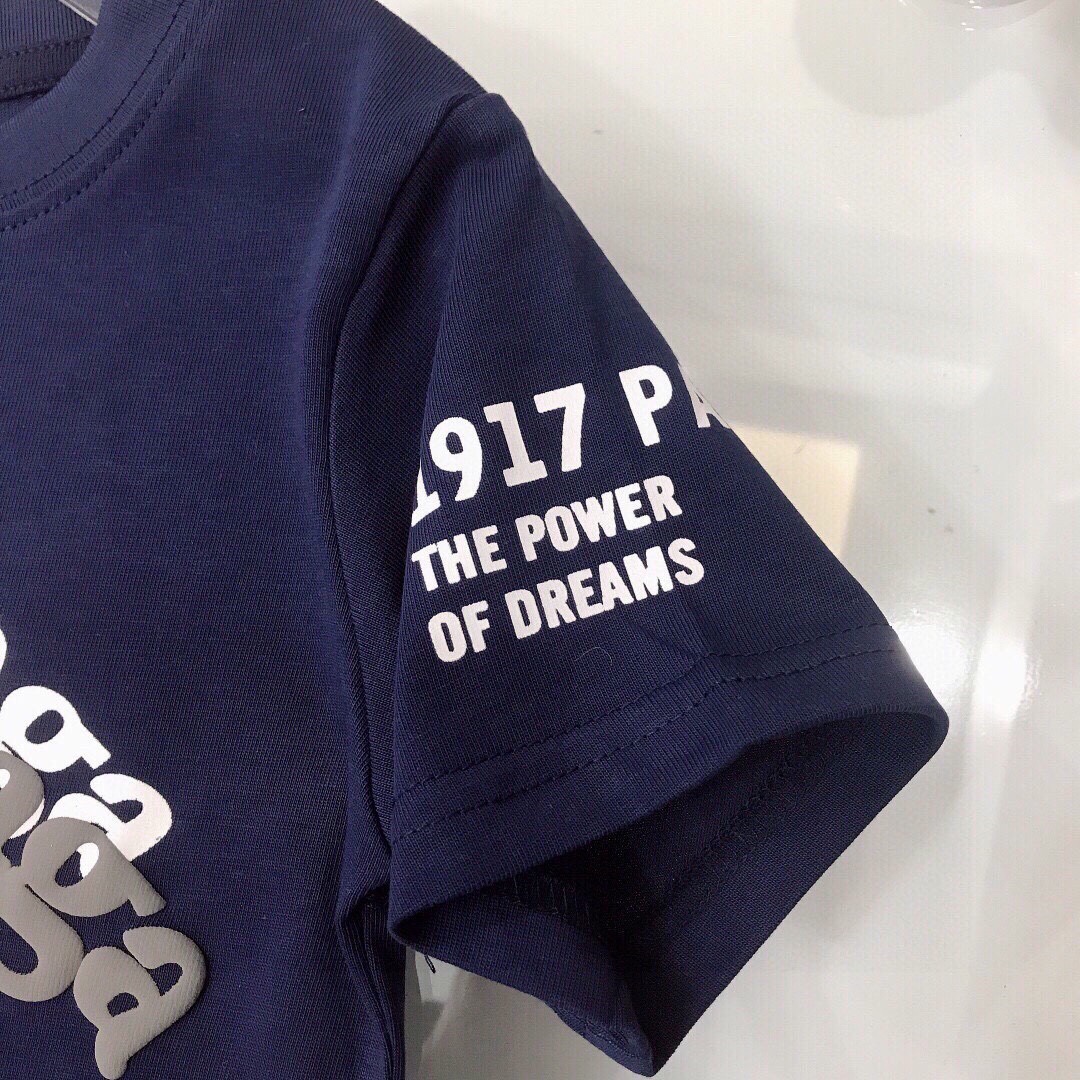 1917 PA
THE POWER
OF DREAMS